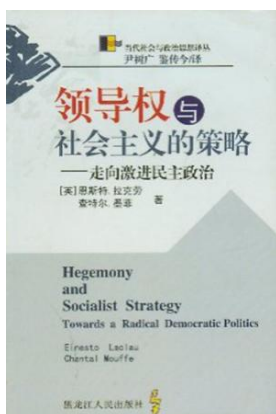 当代社会与政治思想译丛
尹树广 鉴传今/译
领导权与
社会主义的策略
——走向激进民主政治
[英]恩斯特.拉克劳
查特尔.墨菲 著
Hegemony
and
Socialist Strategy
Towards a Radical Democratic Politics
Ernesto Laclau
Chantal Mouffe
黑龙江人民出版社